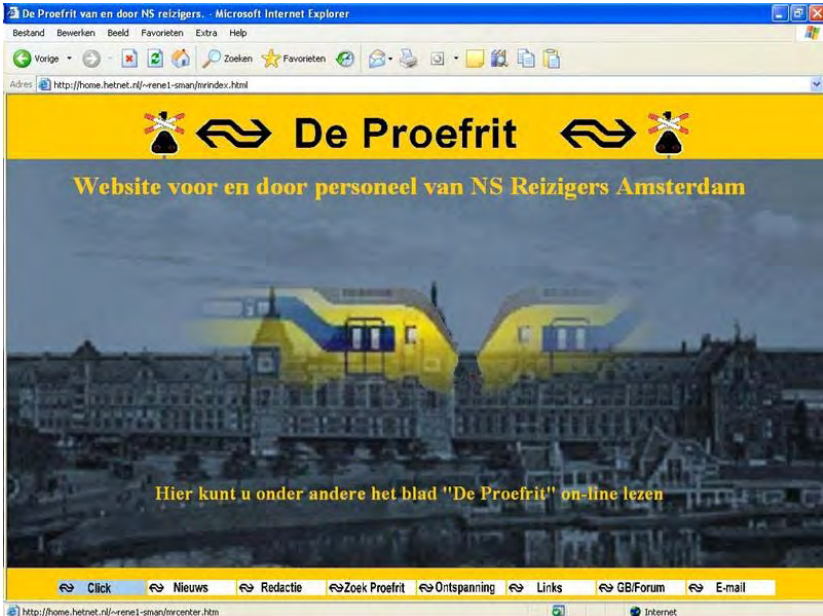 De Proefrit van en door NS reizigers. - Microsoft Internet Explorer
Bestand Bewerken Beeld Favorieten Extra Help
Vorige Zoeken Favorieten
Adres http://home.hetnet.nl/~rene1-sman/mrindex.html
De Proefrit
Website voor en door personeel van NS Reizigers Amsterdam
Hier kunt u onder andere het blad "De Proefrit" on-line lezen
Click Nieuws Redactie Zoek Proefrit Ontspanning Links GB/Forum E-mail
http://home.hetnet.nl/~rene1-sman/mrcenter.htm Internet